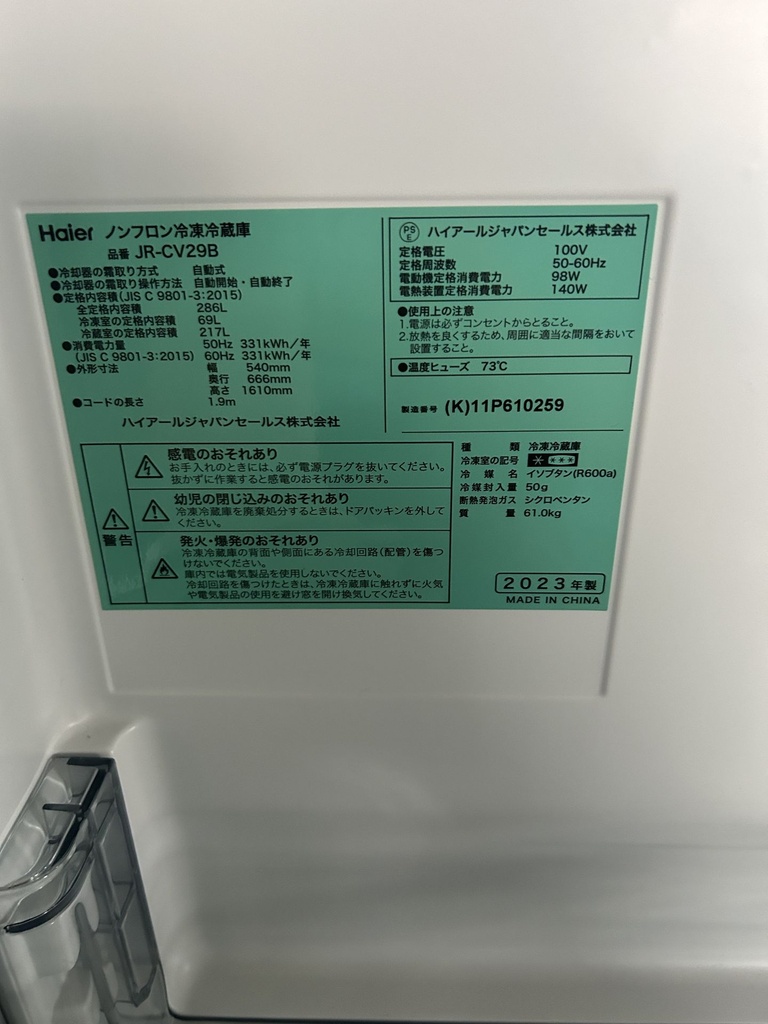 Haier ノンフロン冷凍冷蔵庫
品番 JR-CV29B
●冷却器の霜取り方式 自動式
●冷却器の霜取り操作方法 自動開始・自動終了
●定格内容積(JIS C 9801-3:2015)
全定格内容積 286L
冷凍室の定格内容積 69L
冷蔵室の定格内容積 217L
●消費電力量 50Hz 331kWh/年
(JIS C 9801-3:2015) 60Hz 331kWh/年
●外形寸法 幅 540mm
奥行 666mm
高さ 1610mm
●コードの長さ 1.9m
ハイアールジャパンセールス株式会社
PSE ハイアールジャパンセールス株式会社
定格電圧 100V
定格周波数 50-60Hz
電動機定格消費電力 98W
電熱装置定格消費電力 140W
●使用上の注意
1.電源は必ずコンセントからとること。
2.放熱を良くするため、周囲に適当な間隔をおいて
設置すること。
●温度ヒューズ 73℃
製造番号 (K)11P610259
警告
感電のおそれあり
お手入れのときには、必ず電源プラグを抜いてください。
抜かずに作業すると感電のおそれがあります。
幼児の閉じ込みのおそれあり
冷凍冷蔵庫を廃棄処分するときは、ドアパッキンを外して
ください。
発火・爆発のおそれあり
冷凍冷蔵庫の背面や側面にある冷却回路(配管)を傷つ
けないでください。
庫内では電気製品を使用しないでください。
冷却回路を傷つけたときは、冷凍冷蔵庫に触れずに火気
や電気製品の使用を避け窓を開け換気してください。
種類 冷凍冷蔵庫
冷凍室の記号 ＊＊＊＊
冷媒名 イソブタン(R600a)
冷媒封入量 50g
断熱発泡ガス シクロペンタン
質量 61.0kg
2023年製
MADE IN CHINA